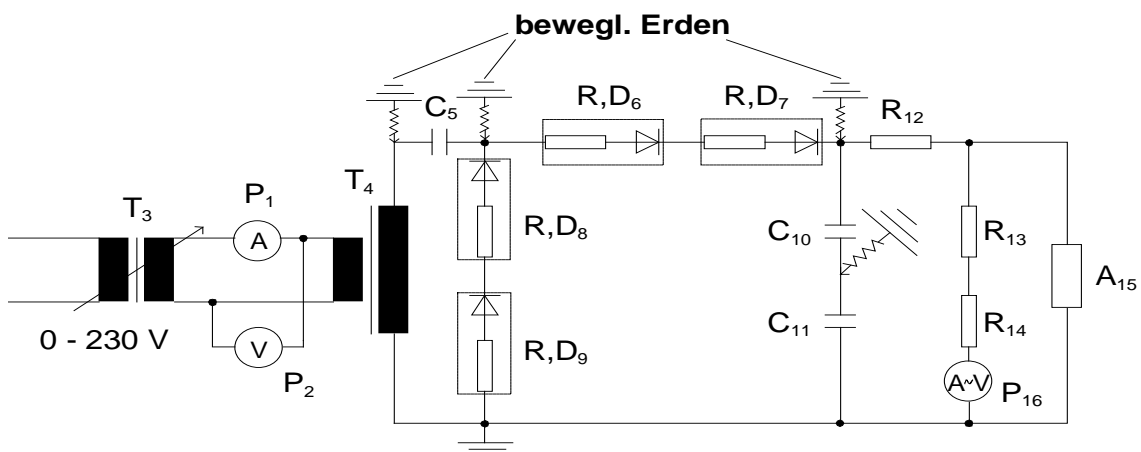 bewegl. Erden
C₅
R,D₆
R,D₇
R₁₂
T₃
P₁
A
T₄
R,D₈
C₁₀
R₁₃
A₁₅
0 - 230 V
V
P₂
R,D₉
C₁₁
R₁₄
A~V
P₁₆